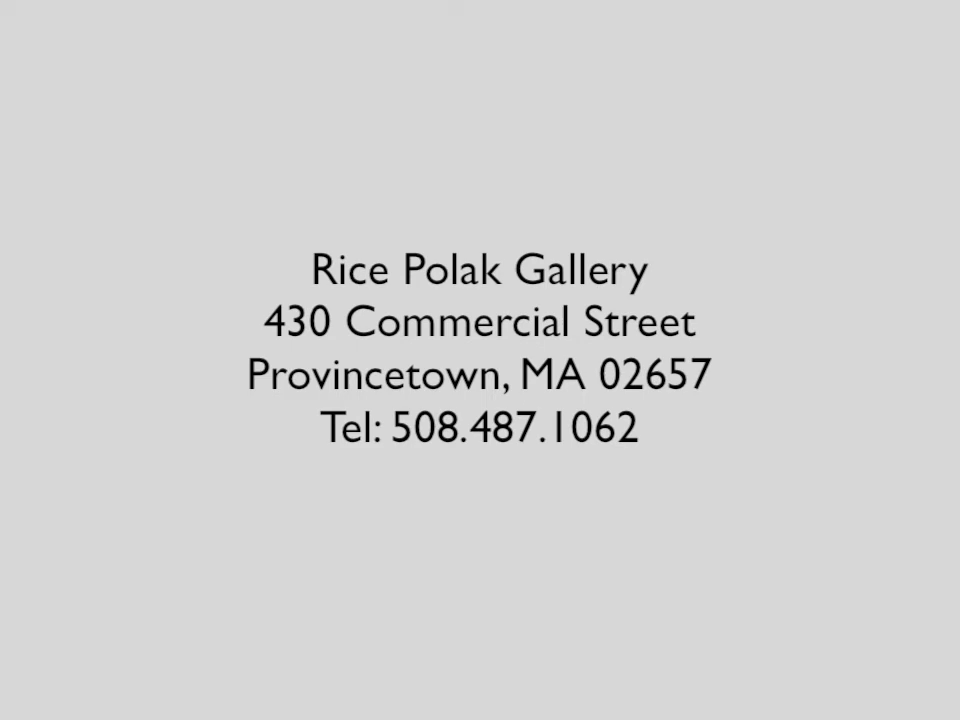 Rice Polak Gallery
430 Commercial Street
Provincetown, MA 02657
Tel: 508.487.1062